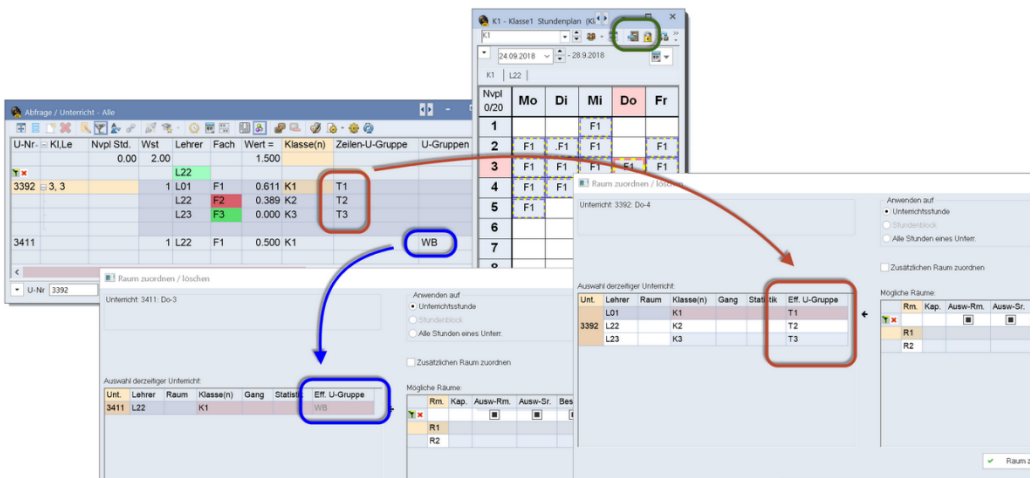 K1 - Klasse1 Stundenplan (Kl
K1
24.09.2018 - 28.9.2018
K1 L22
Nvpl 0/20 Mo Di Mi Do Fr
1 F1
2 F1 .F1 F1 F1
3 F1 F1 F1 F1 F1
4 F1 F1
5 F1
6
7
8
Abfrage / Unterricht - Alle
U-Nr Kl,Le Nvpl Std. Wst Lehrer Fach Wert = Klasse(n) Zeilen-U-Gruppe U-Gruppen
0.00 2.00 1.500
L22
3392 3, 3 1 L01 F1 0.611 K1 T1
L22 F2 0.389 K2 T2
L23 F3 0.000 K3 T3
3411 1 L22 F1 0.500 K1 WB
U-Nr 3392
Raum zuordnen / löschen
Unterricht 3411: Do-3
Anwenden auf
Unterrichtsstunde
Stundenblock
Alle Stunden eines Unterr.
Zusätzlichen Raum zuordnen
Auswahl derzeitiger Unterricht:
Unt. Lehrer Raum Klasse(n) Gang Statistik Eff. U-Gruppe
3411 L22 K1 WB
Mögliche Räume:
Rm. Kap. Ausw-Rm. Ausw-Sr. Bes
R1
R2
Raum zuordnen / löschen
Unterricht 3392: Do-4
Anwenden auf
Unterrichtsstunde
Stundenblock
Alle Stunden eines Unterr.
Zusätzlichen Raum zuordnen
Auswahl derzeitiger Unterricht:
Unt. Lehrer Raum Klasse(n) Gang Statistik Eff. U-Gruppe
L01 K1 T1
3392 L22 K2 T2
L23 K3 T3
Mögliche Räume:
Rm. Kap. Ausw-Rm. Ausw-Sr.
R1
R2
Raum z